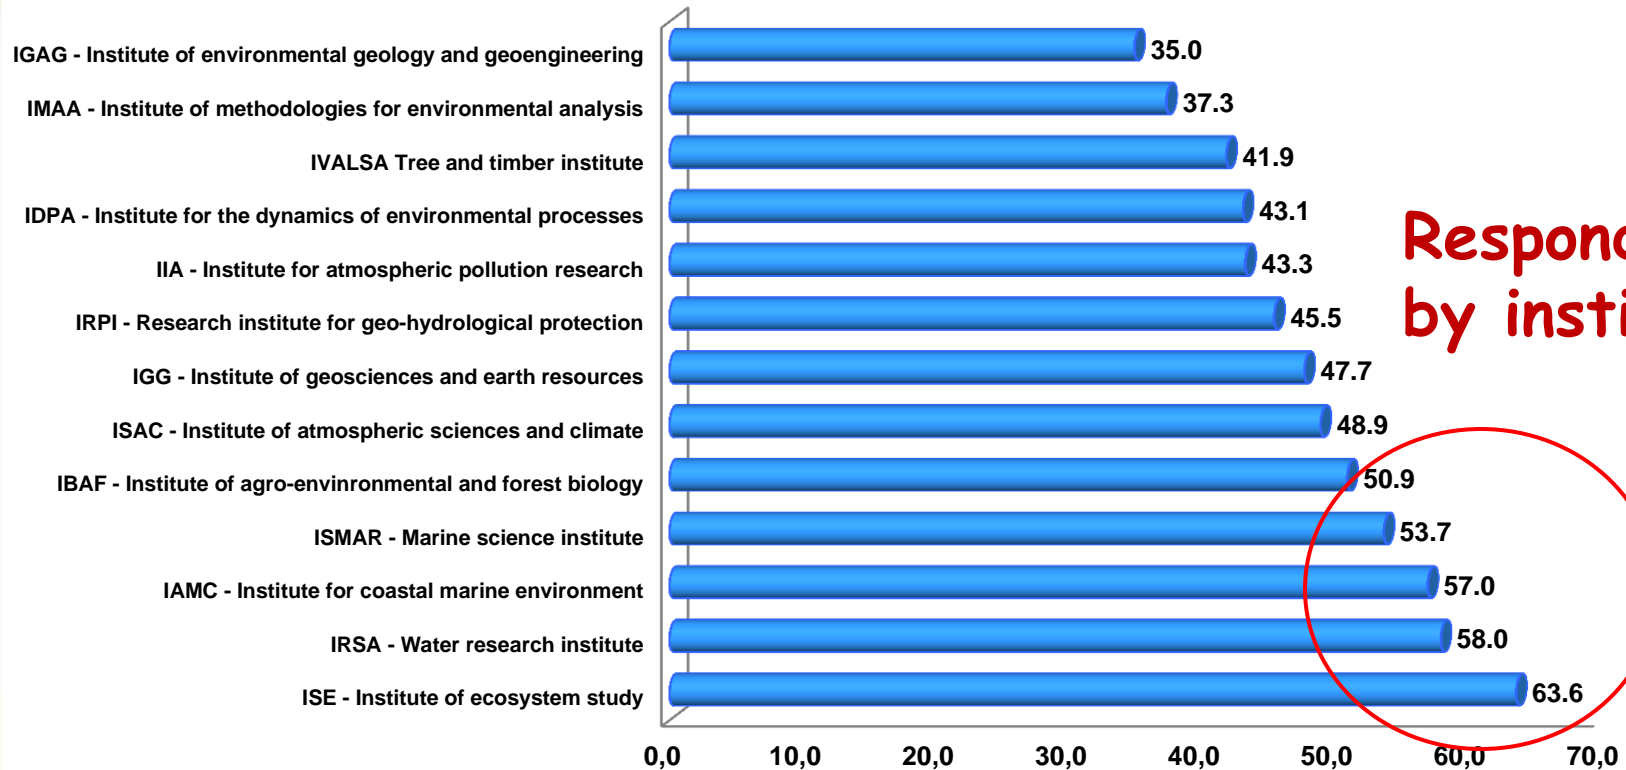 IGAG - Institute of environmental geology and geoengineering 35.0
IMAA - Institute of methodologies for environmental analysis 37.3
IVALSA Tree and timber institute 41.9
IDPA - Institute for the dynamics of environmental processes 43.1
IIA - Institute for atmospheric pollution research 43.3
IRPI - Research institute for geo-hydrological protection 45.5
IGG - Institute of geosciences and earth resources 47.7
ISAC - Institute of atmospheric sciences and climate 48.9
IBAF - Institute of agro-envinronmental and forest biology 50.9
ISMAR - Marine science institute 53.7
IAMC - Institute for coastal marine environment 57.0
IRSA - Water research institute 58.0
ISE - Institute of ecosystem study 63.6
0,0 10,0 20,0 30,0 40,0 50,0 60,0 70,0
by